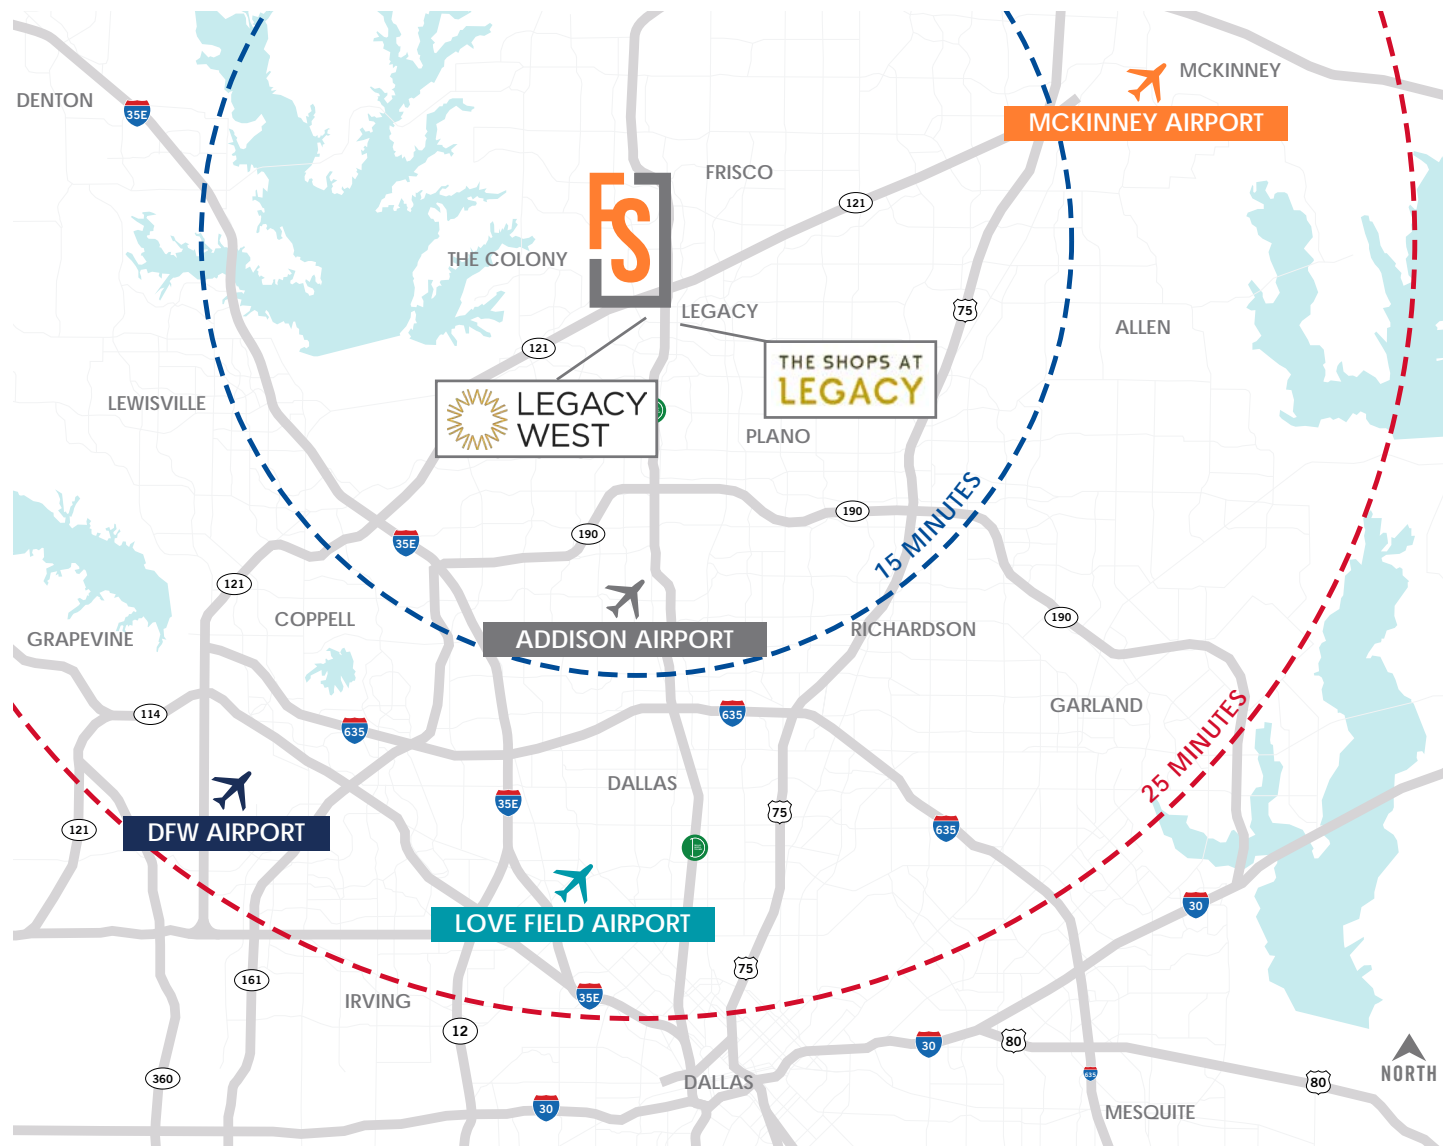 MCKINNEY
DENTON
35E
MCKINNEY AIRPORT
FRISCO
121
FS
THE COLONY
LEGACY
75
ALLEN
121
THE SHOPS AT
LEGACY
LEWISVILLE
LEGACY
WEST
PLANO
190
15 MINUTES
190
35E
121
COPPELL
190
GRAPEVINE
ADDISON AIRPORT
RICHARDSON
GARLAND
114
635
635
25 MINUTES
DALLAS
35E
75
121
DFW AIRPORT
635
30
LOVE FIELD AIRPORT
75
161
35E
IRVING
12
30
80
635
NORTH
360
DALLAS
80
30
MESQUITE